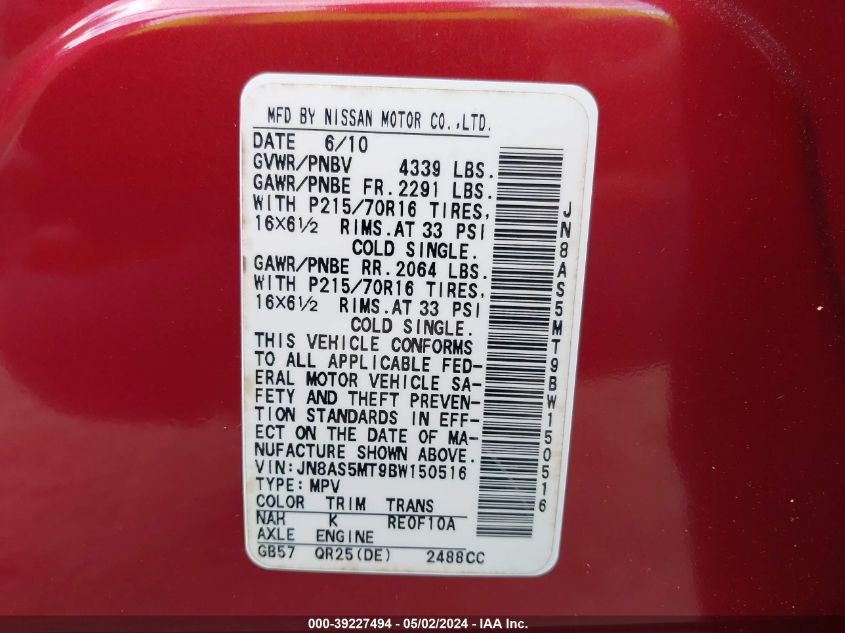 MFD BY NISSAN MOTOR CO.,LTD.
DATE 6/10
GVWR/PNBV 4339 LBS.
GAWR/PNBE FR.2291 LBS.
WITH P215/70R16 TIRES,
16×6½ RIMS.AT 33 PSI
COLD SINGLE.
GAWR/PNBE RR.2064 LBS.
WITH P215/70R16 TIRES,
16×6½ RIMS.AT 33 PSI
COLD SINGLE.
THIS VEHICLE CONFORMS
TO ALL APPLICABLE FED-
ERAL MOTOR VEHICLE SA-
FETY AND THEFT PREVEN-
TION STANDARDS IN EFF-
ECT ON THE DATE OF MA-
NUFACTURE SHOWN ABOVE.
VIN:JN8AS5MT9BW150516
TYPE:MPV
COLOR TRIM TRANS
NAH K RE0F10A
AXLE ENGINE
GB57 QR25(DE) 2488CC
JN8AS5MT9BW150516
000-39227494 - 05/02/2024 - IAA Inc.